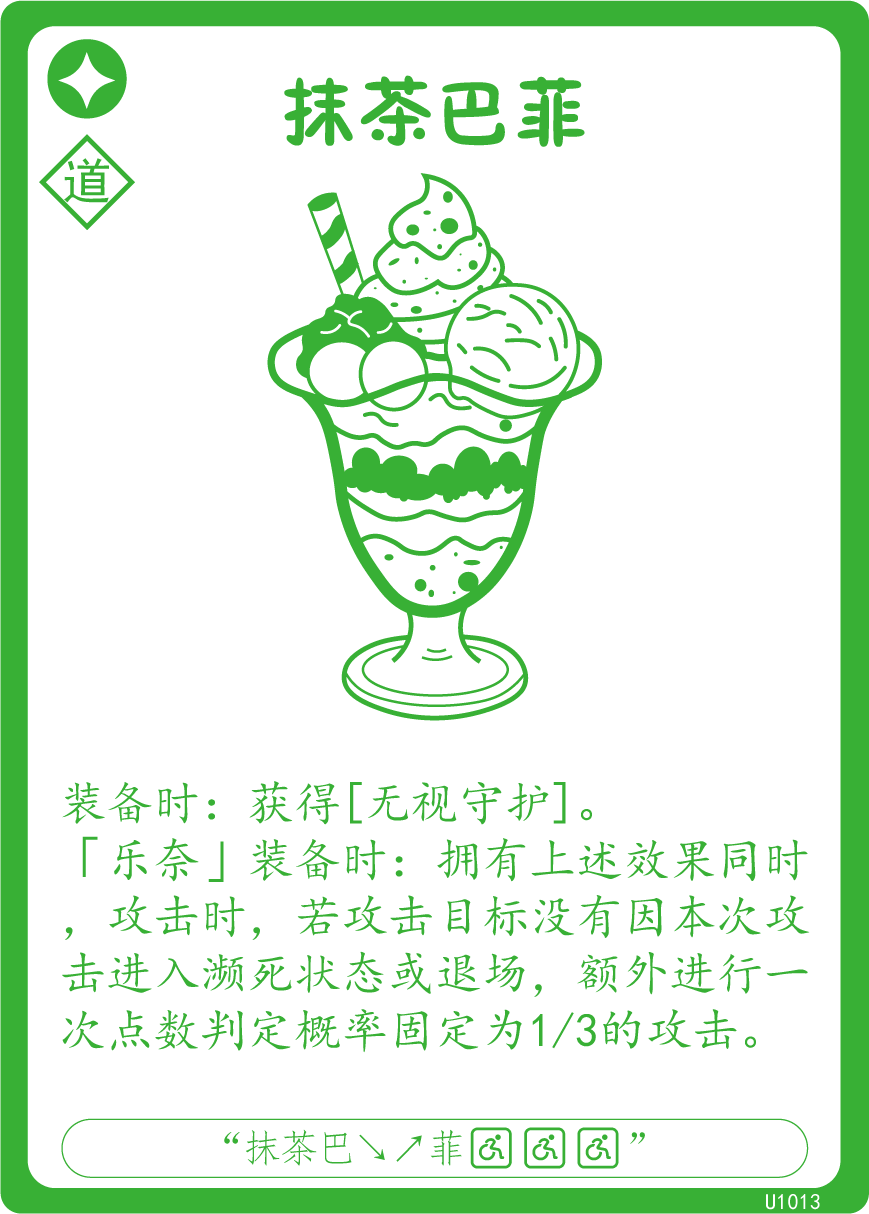 抹茶巴菲
道
装备时：获得[无视守护]。
「乐奈」装备时：拥有上述效果同时
，攻击时，若攻击目标没有因本次攻
击进入濒死状态或退场，额外进行一
次点数判定概率固定为1/3的攻击。
“抹茶巴↘↗菲♿♿♿”
U1013